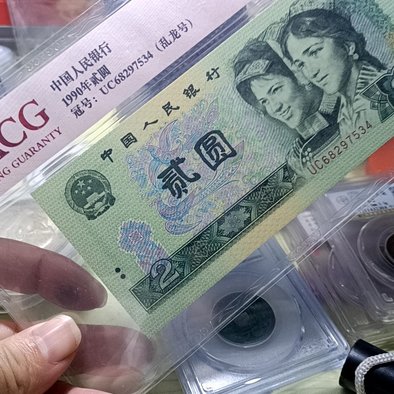 中国人民银行
1990年贰圆
冠号：UC68297534（乱龙号）
CG
NG GUARANTY
中国人民银行
贰圆
UC68297534
2